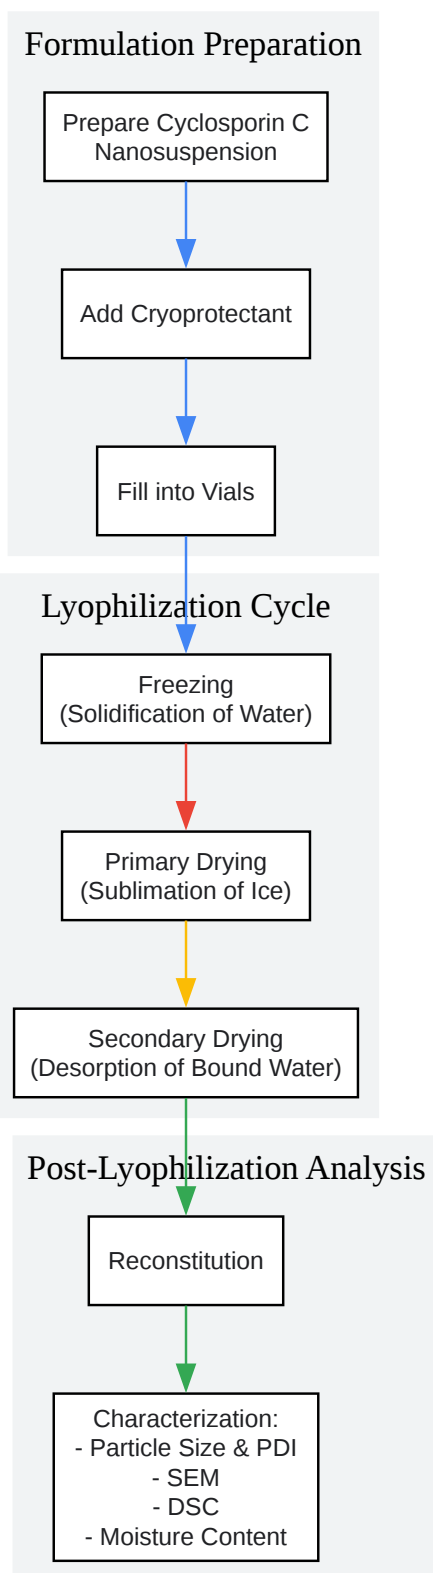 Formulation Preparation
Prepare Cyclosporin C
Nanosuspension
Add Cryoprotectant
Fill into Vials
Lyophilization Cycle
Freezing
(Solidification of Water)
Primary Drying
(Sublimation of Ice)
Secondary Drying
(Desorption of Bound Water)
Post-Lyophilization Analysis
Reconstitution
Characterization:
- Particle Size & PDI
- SEM
- DSC
- Moisture Content